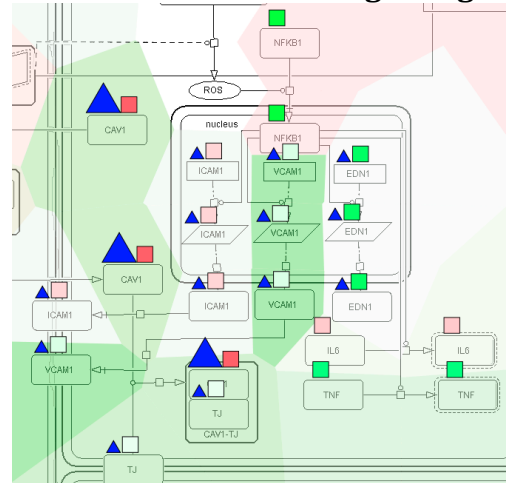 NFKB1
ROS
nucleus
CAV1
NFKB1
ICAM1
VCAM1
EDN1
ICAM1
VCAM1
EDN1
CAV1
ICAM1
VCAM1
EDN1
ICAM1
IL6
IL6
VCAM1
TNF
TNF
TJ
CAV1-TJ
TJ